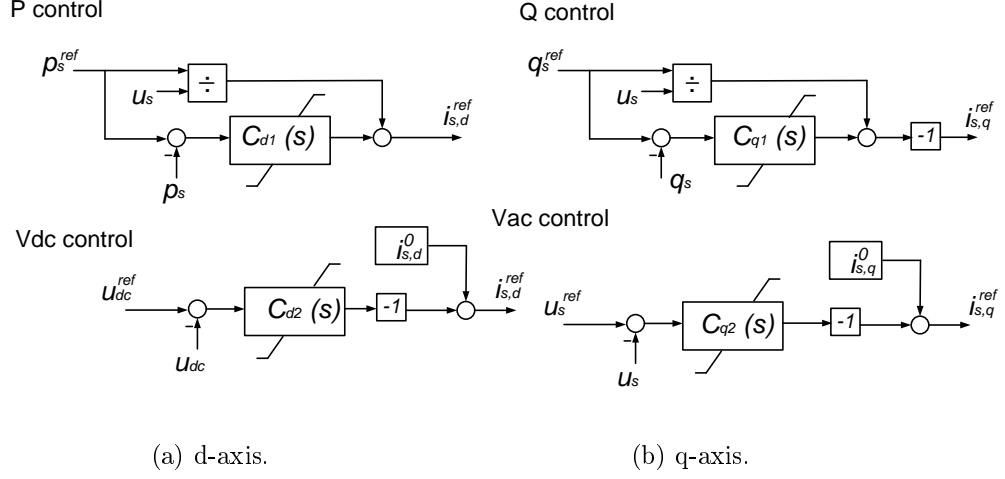 P control
p_s^ref
u_s
÷
C_d1 (s)
i_s,d^ref
-
p_s
Vdc control
i_s,d^0
u_dc^ref
C_d2 (s)
-1
i_s,d^ref
-
u_dc
(a) d-axis.
Q control
q_s^ref
u_s
÷
C_q1 (s)
-1
i_s,q^ref
-
q_s
Vac control
i_s,q^0
u_s^ref
C_q2 (s)
-1
i_s,q^ref
-
u_s
(b) q-axis.